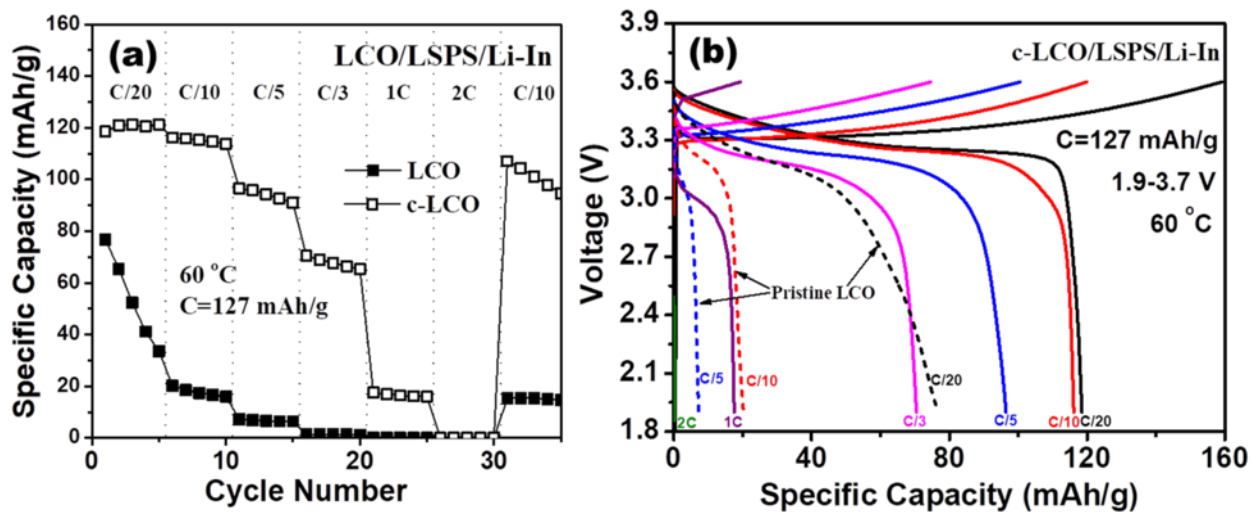 (a)
LCO/LSPS/Li-In
C/20 C/10 C/5 C/3 1C 2C C/10
LCO
c-LCO
60 °C
C=127 mAh/g
160
140
120
100
80
60
40
20
0
0 10 20 30
Specific Capacity (mAh/g)
Cycle Number
(b)
c-LCO/LSPS/Li-In
C=127 mAh/g
1.9-3.7 V
60 °C
Pristine LCO
C/5
C/10
C/20
2C 1C C/3 C/5 C/10 C/20
3.9
3.6
3.3
3.0
2.7
2.4
2.1
1.8
0 40 80 120 160
Voltage (V)
Specific Capacity (mAh/g)